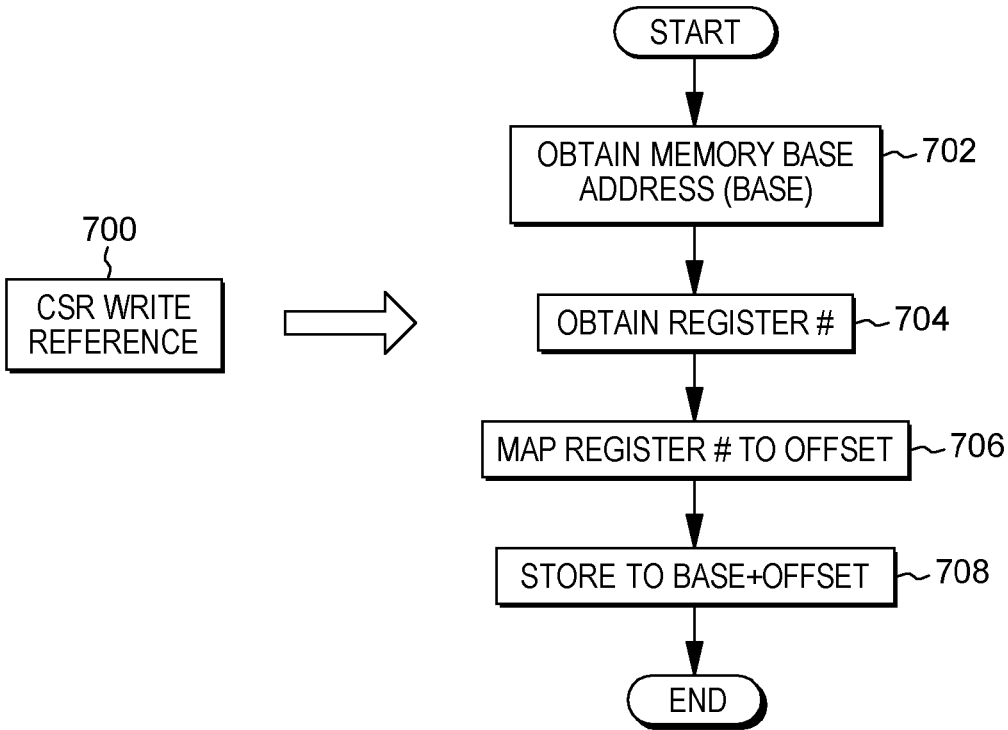 START
OBTAIN MEMORY BASE
ADDRESS (BASE)
702
700
CSR WRITE
REFERENCE
OBTAIN REGISTER #
704
MAP REGISTER # TO OFFSET
706
STORE TO BASE+OFFSET
708
END